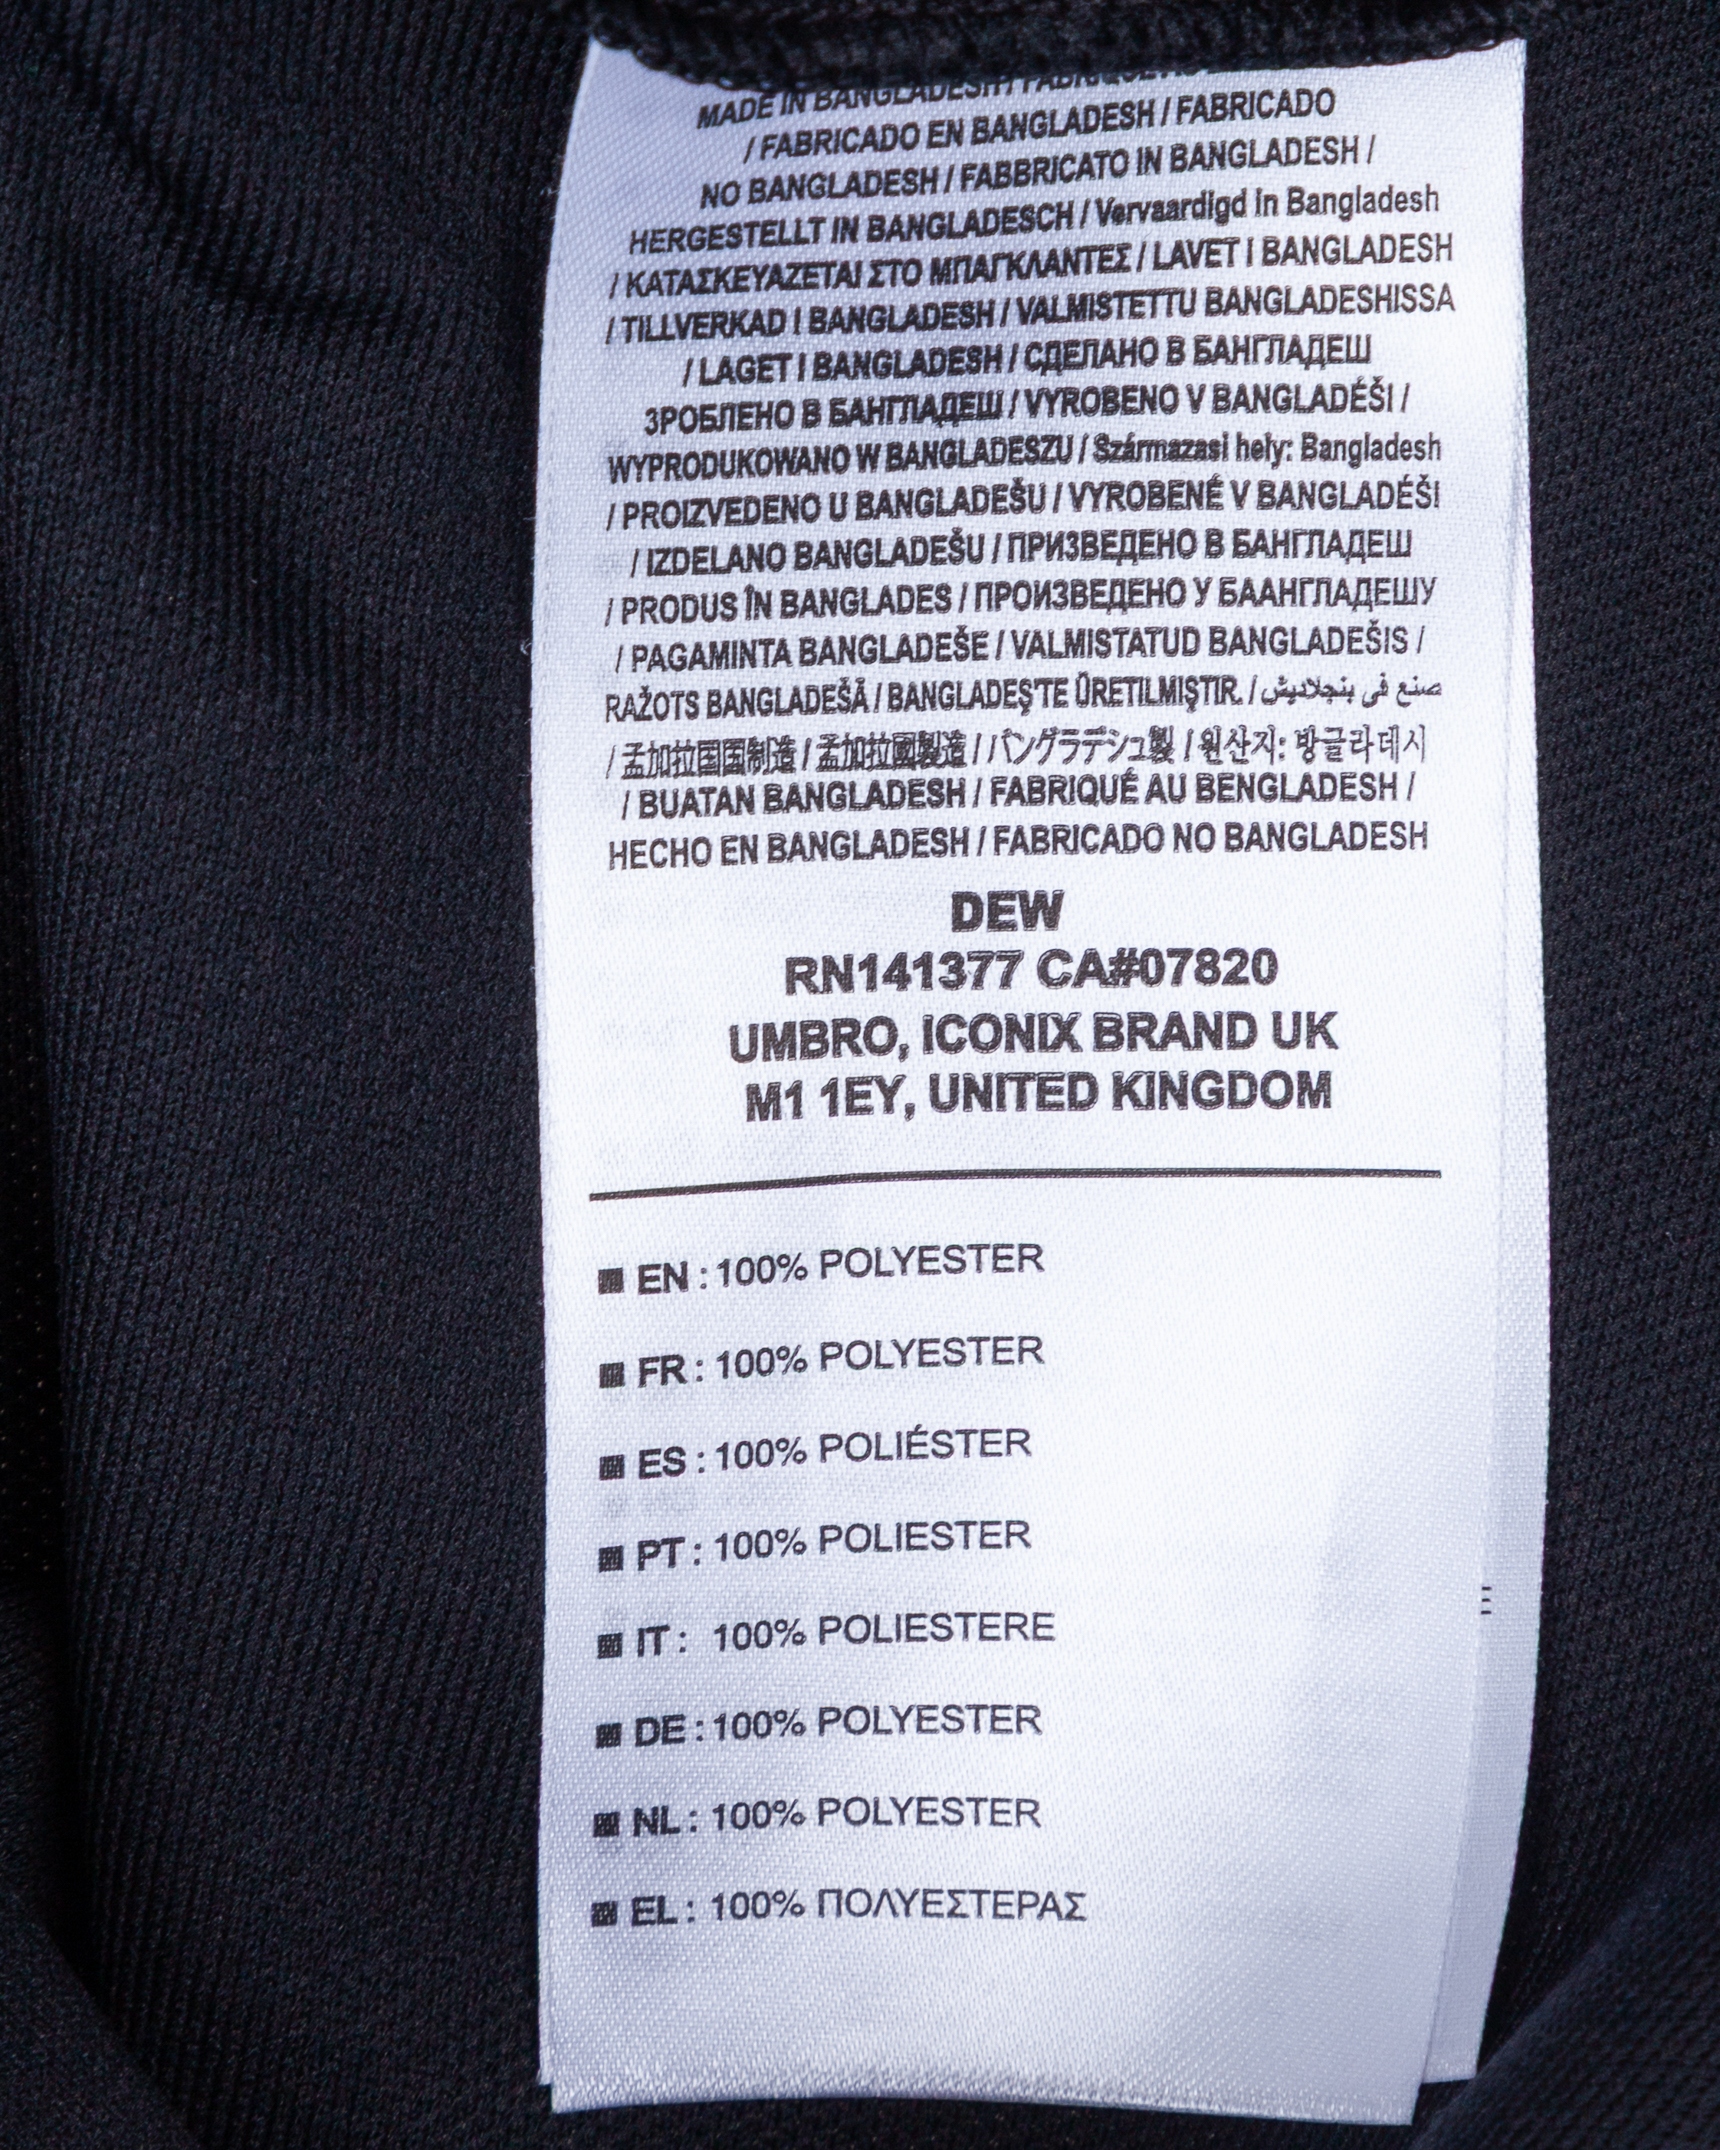 MADE IN BANGLADESH /
/ FABRICADO EN BANGLADESH / FABRICADO
NO BANGLADESH / FABBRICATO IN BANGLADESH /
HERGESTELLT IN BANGLADESCH / Vervaardigd in Bangladesh
/ ΚΑΤΑΣΚΕΥΑΖΕΤΑΙ ΣΤΟ ΜΠΑΓΚΛΑΝΤΕΣ / LAVET I BANGLADESH
/ TILLVERKAD I BANGLADESH / VALMISTETTU BANGLADESHISSA
/ LAGET I BANGLADESH / СДЕЛАНО В БАНГЛАДЕШ
ЗРОБЛЕНО В БАНГЛАДЕШ / VYROBENO V BANGLADÉŠI /
WYPRODUKOWANO W BANGLADESZU / Származasi hely: Bangladesh
/ PROIZVEDENO U BANGLADEŠU / VYROBENÉ V BANGLADÉŠI
/ IZDELANO BANGLADEŠU / ПРИЗВЕДЕНО В БАНГЛАДЕШ
/ PRODUS ÎN BANGLADES / ПРОИЗВЕДЕНО У БААНГЛАДЕШУ
/ PAGAMINTA BANGLADEŠE / VALMISTATUD BANGLADEŠIS /
RAŽOTS BANGLADEŠĀ / BANGLADEŞ'TE ÜRETILMIŞTIR. / صنع في بنجلاديش
/ 孟加拉国国制造 / 孟加拉國製造 / バングラデシュ製 / 원산지: 방글라데시
/ BUATAN BANGLADESH / FABRIQUÉ AU BENGLADESH /
HECHO EN BANGLADESH / FABRICADO NO BANGLADESH
DEW
RN141377 CA#07820
UMBRO, ICONIX BRAND UK
M1 1EY, UNITED KINGDOM
■ EN : 100% POLYESTER
■ FR : 100% POLYESTER
■ ES : 100% POLIÉSTER
■ PT : 100% POLIESTER
■ IT : 100% POLIESTERE
■ DE : 100% POLYESTER
■ NL : 100% POLYESTER
■ EL : 100% ΠΟΛΥΕΣΤΕΡΑΣ